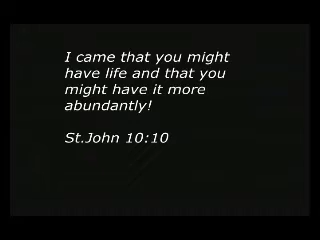 I came that you might
have life and that you
might have it more
abundantly!
St.John 10:10